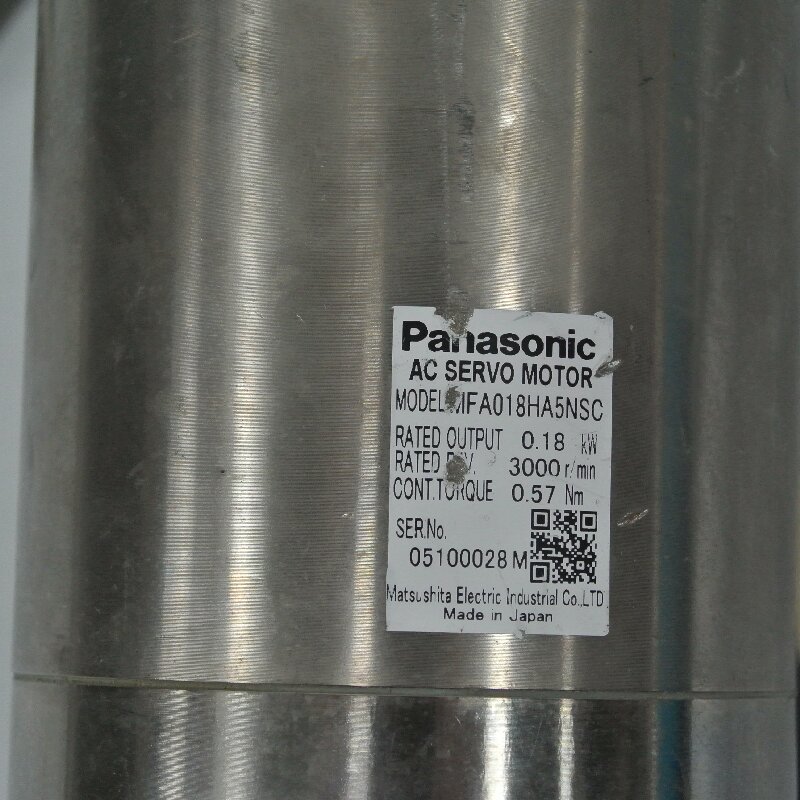 Panasonic
AC SERVO MOTOR
MODEL MFA018HA5NSC
RATED OUTPUT 0.18 kW
RATED REV. 3000 r/min
CONT.TORQUE 0.57 Nm
SER.No.
05100028 M
Matsushita Electric Industrial Co.,LTD
Made in Japan